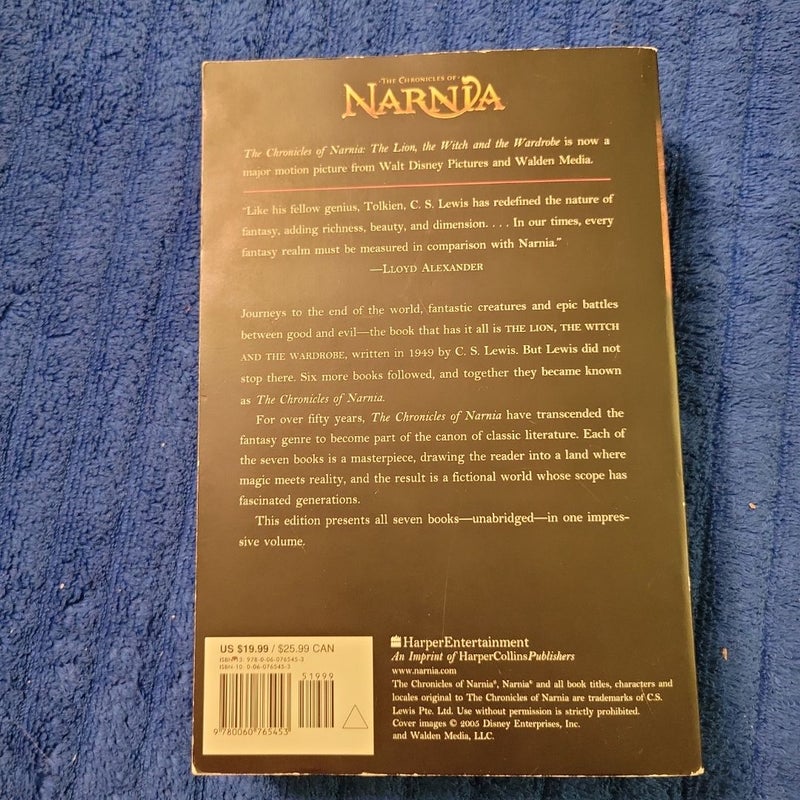 ·THE CHRONICLES OF·
NARNIA
The Chronicles of Narnia: The Lion, the Witch and the Wardrobe is now a
major motion picture from Walt Disney Pictures and Walden Media.
"Like his fellow genius, Tolkien, C. S. Lewis has redefined the nature of
fantasy, adding richness, beauty, and dimension. . . . In our times, every
fantasy realm must be measured in comparison with Narnia."
—LLOYD ALEXANDER
Journeys to the end of the world, fantastic creatures and epic battles
between good and evil—the book that has it all is THE LION, THE WITCH
AND THE WARDROBE, written in 1949 by C. S. Lewis. But Lewis did not
stop there. Six more books followed, and together they became known
as The Chronicles of Narnia.
For over fifty years, The Chronicles of Narnia have transcended the
fantasy genre to become part of the canon of classic literature. Each of
the seven books is a masterpiece, drawing the reader into a land where
magic meets reality, and the result is a fictional world whose scope has
fascinated generations.
This edition presents all seven books—unabridged—in one impres-
sive volume.
US $19.99 / $25.99 CAN
ISBN-13: 978-0-06-076545-3
ISBN-10: 0-06-076545-3
51999
9 780060 765453
HarperEntertainment
An Imprint of HarperCollinsPublishers
www.narnia.com
The Chronicles of Narnia®, Narnia® and all book titles, characters and
locales original to The Chronicles of Narnia are trademarks of C.S.
Lewis Pte. Ltd. Use without permission is strictly prohibited.
Cover images © 2005 Disney Enterprises, Inc.
and Walden Media, LLC.